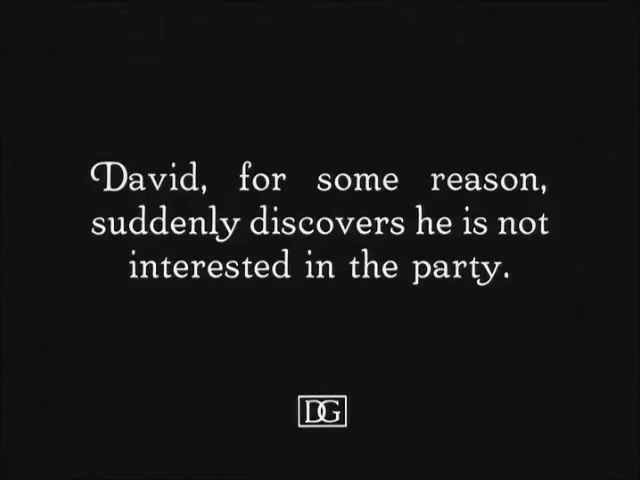 David, for some reason,
suddenly discovers he is not
interested in the party.
DG